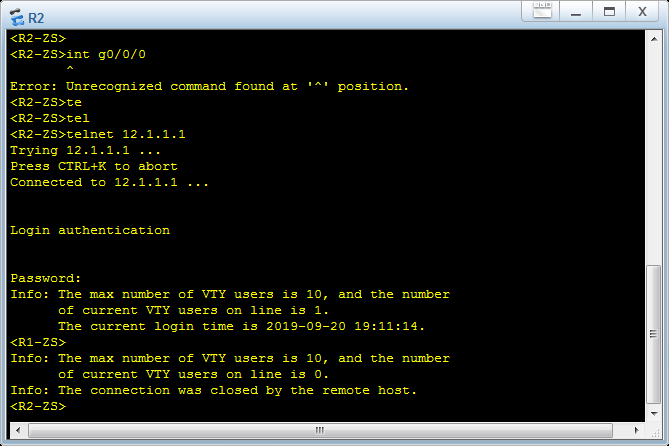 R2
<R2-ZS>
<R2-ZS>int g0/0/0
^
Error: Unrecognized command found at '^' position.
<R2-ZS>te
<R2-ZS>tel
<R2-ZS>telnet 12.1.1.1
Trying 12.1.1.1 ...
Press CTRL+K to abort
Connected to 12.1.1.1 ...
Login authentication
Password:
Info: The max number of VTY users is 10, and the number
of current VTY users on line is 1.
The current login time is 2019-09-20 19:11:14.
<R1-ZS>
Info: The max number of VTY users is 10, and the number
of current VTY users on line is 0.
Info: The connection was closed by the remote host.
<R2-ZS>